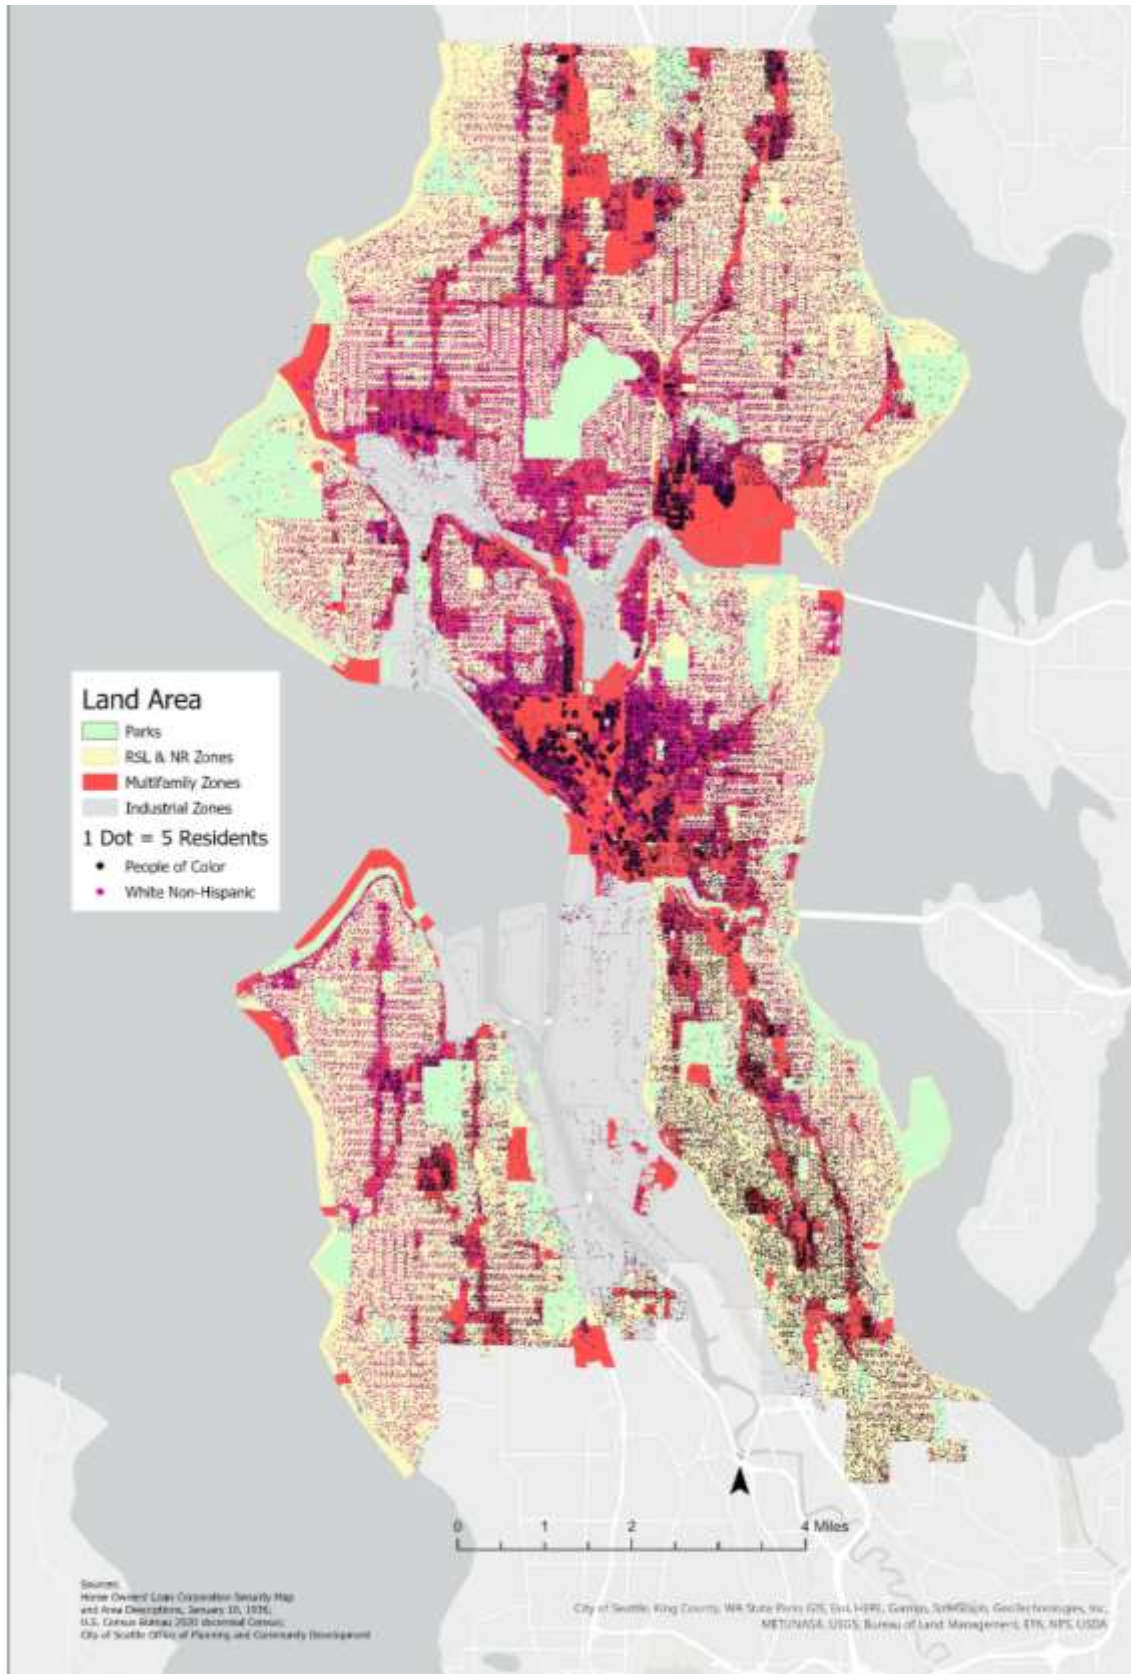 Land Area
Parks
RSL & NR Zones
Multifamily Zones
Industrial Zones
1 Dot = 5 Residents
People of Color
White Non-Hispanic
0 1 2 4 Miles
Sources:
Home Owners' Loan Corporation Security Map
and Area Descriptions, January 10, 1936;
U.S. Census Bureau 2020 decennial Census;
City of Seattle Office of Planning and Community Development
City of Seattle, King County, WA State Parks GIS, Esri, HERE, Garmin, SafeGraph, GeoTechnologies, Inc,
METI/NASA, USGS, Bureau of Land Management, EPA, NPS, USDA